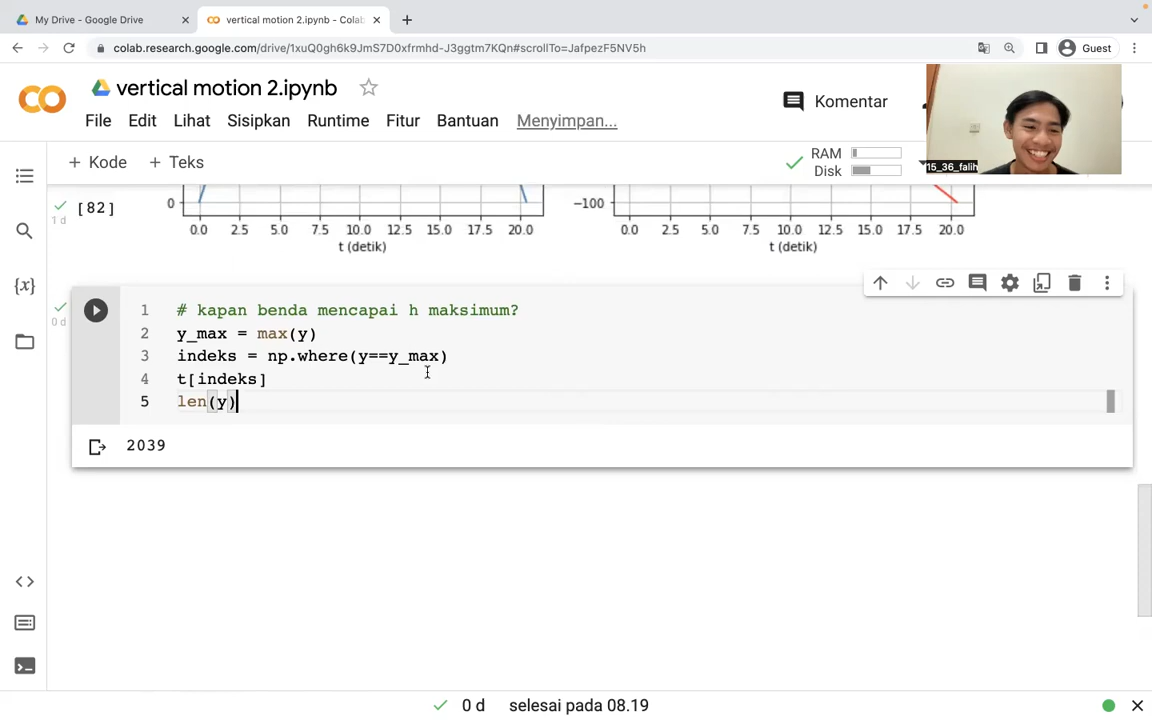 My Drive - Google Drive
vertical motion 2.ipynb - Colab
colab.research.google.com/drive/1xuQ0gh6k9JmS7D0xfrmhd-J3ggtm7KQn#scrollTo=JafpezF5NV5h
Guest
vertical motion 2.ipynb
File Edit Lihat Sisipkan Runtime Fitur Bantuan Menyimpan...
Komentar
15_36_falih
+ Kode + Teks
RAM
Disk
[82]
1 d
0
0.0 2.5 5.0 7.5 10.0 12.5 15.0 17.5 20.0
t (detik)
−100
0.0 2.5 5.0 7.5 10.0 12.5 15.0 17.5 20.0
t (detik)
{x}
0 d
1 # kapan benda mencapai h maksimum?
2 y_max = max(y)
3 indeks = np.where(y==y_max)
4 t[indeks]
5 len(y)
2039
0 d selesai pada 08.19